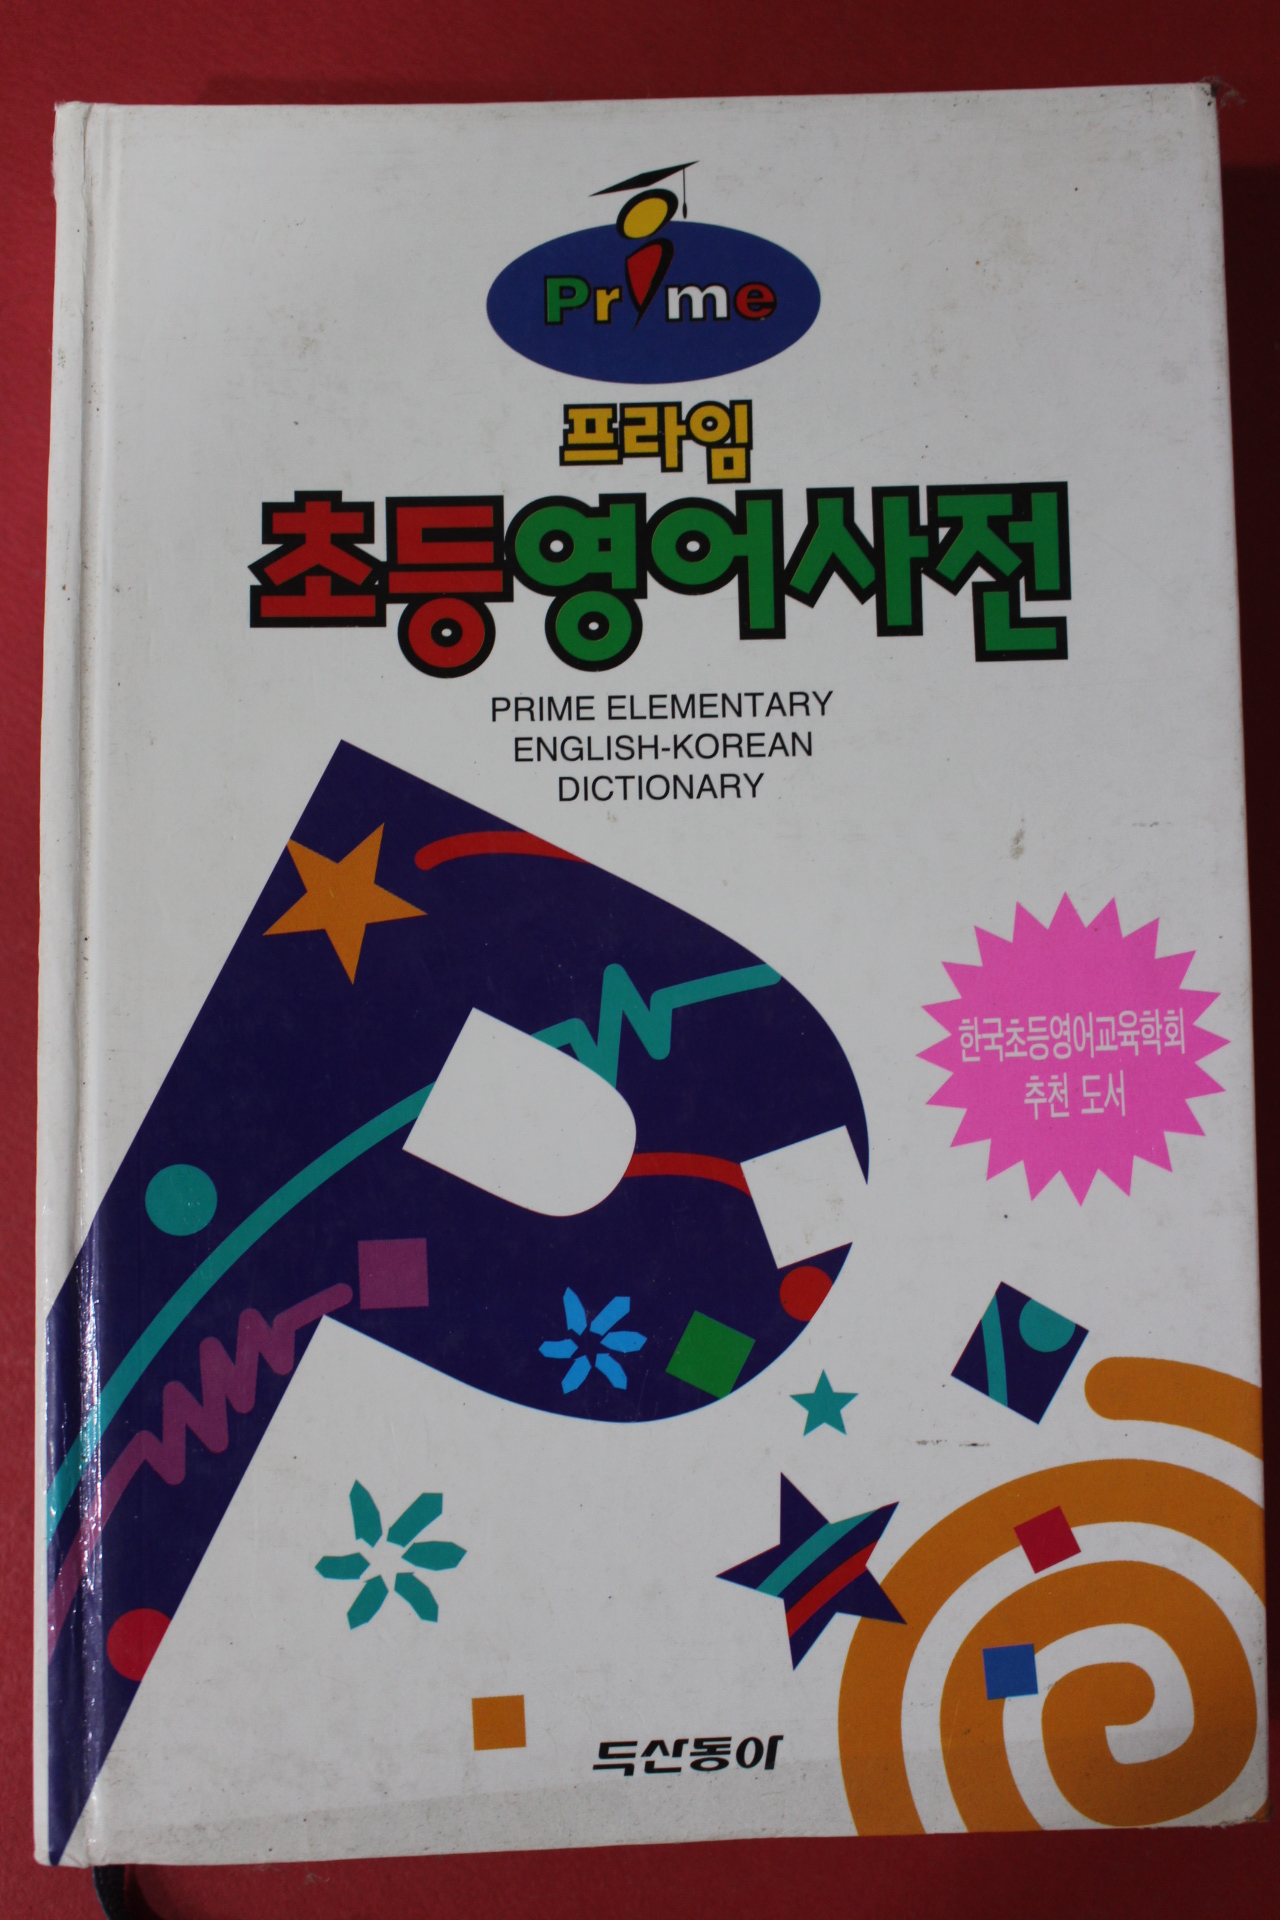 Prime
프라임
초등영어사전
PRIME ELEMENTARY
ENGLISH-KOREAN
DICTIONARY
한국초등영어교육학회
추천 도서
두산동아